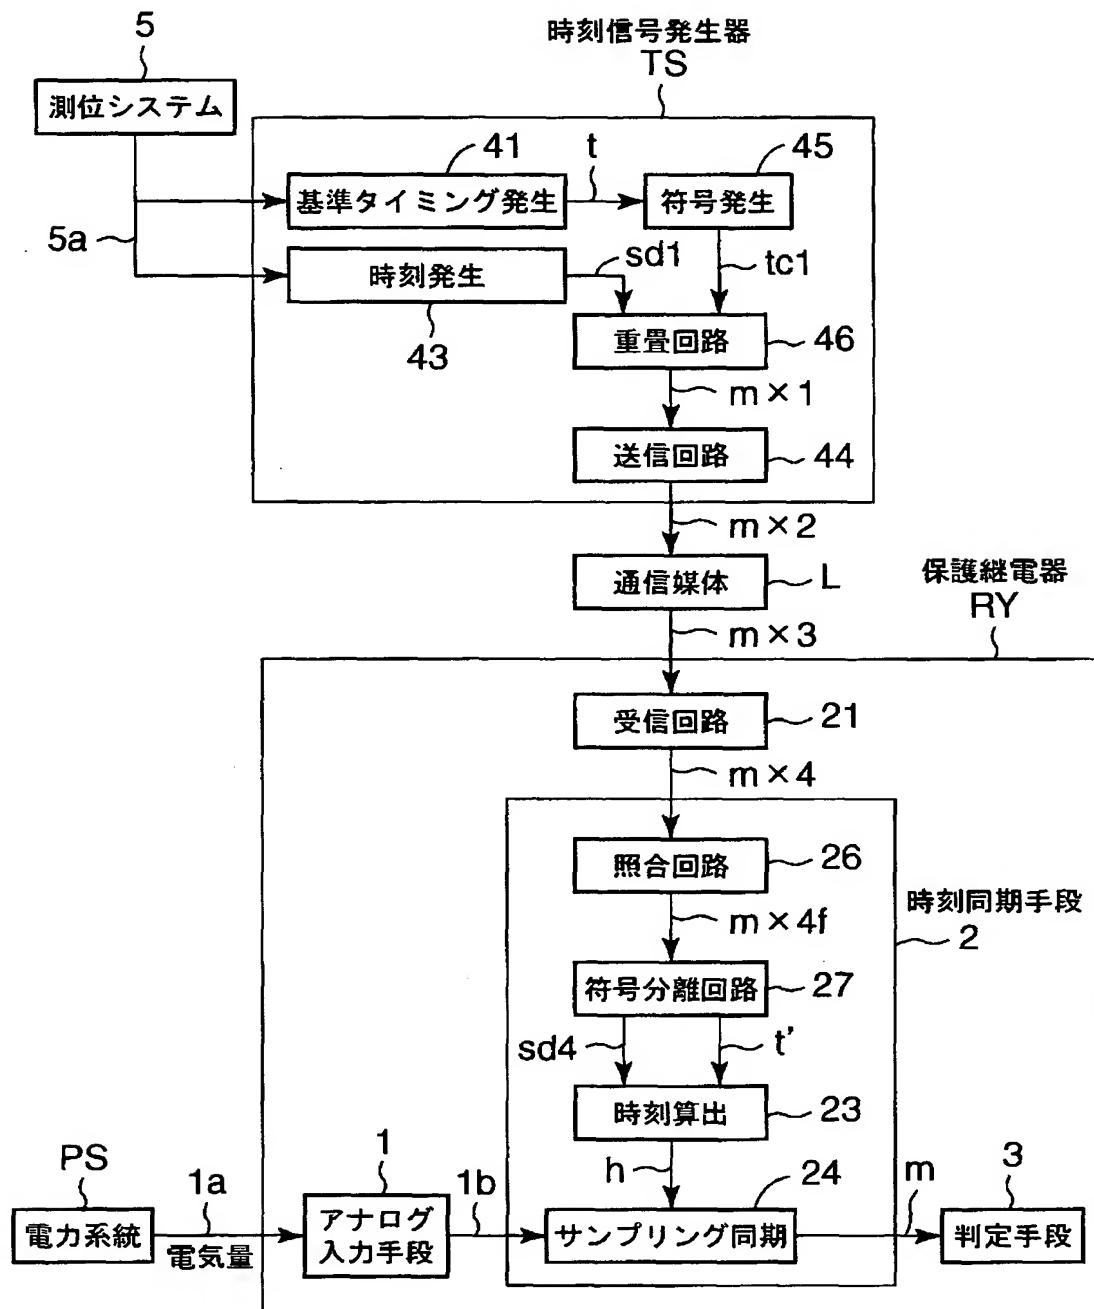 時刻信号発生器
TS
5
測位システム
5a
41
t
45
基準タイミング発生
符号発生
時刻発生
sd1
tc1
43
重畳回路
46
m×1
送信回路
44
m×2
通信媒体
L
m×3
保護継電器
RY
受信回路
21
m×4
照合回路
26
m×4f
時刻同期手段
2
符号分離回路
27
sd4
t'
時刻算出
23
h
24
PS
電力系統
1a
電気量
1
アナログ
入力手段
1b
サンプリング同期
m
3
判定手段